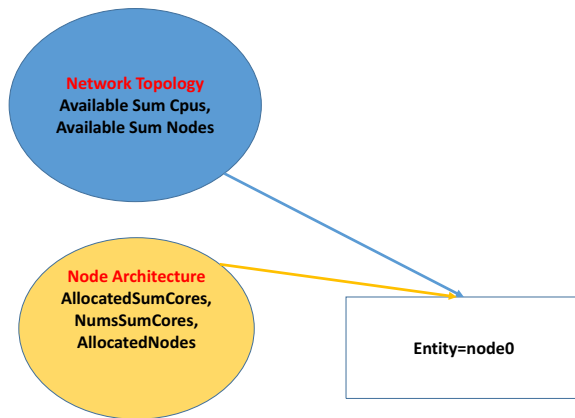 Network Topology
Available Sum Cpus,
Available Sum Nodes
Node Architecture
AllocatedSumCores,
NumsSumCores,
AllocatedNodes
Entity=node0